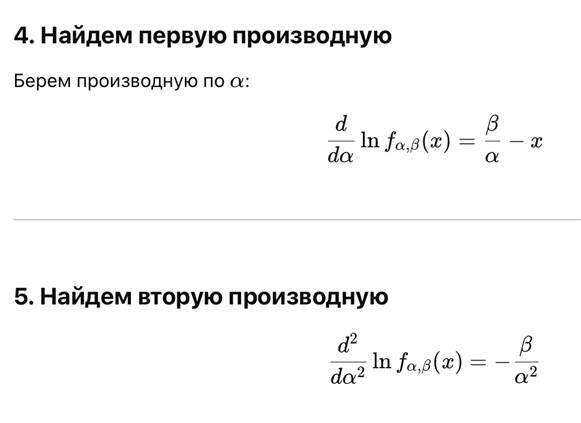 4. Найдем первую производную
Берем производную по α:
d/dα ln f_{α,β}(x) = β/α − x
5. Найдем вторую производную
d²/dα² ln f_{α,β}(x) = −β/α²